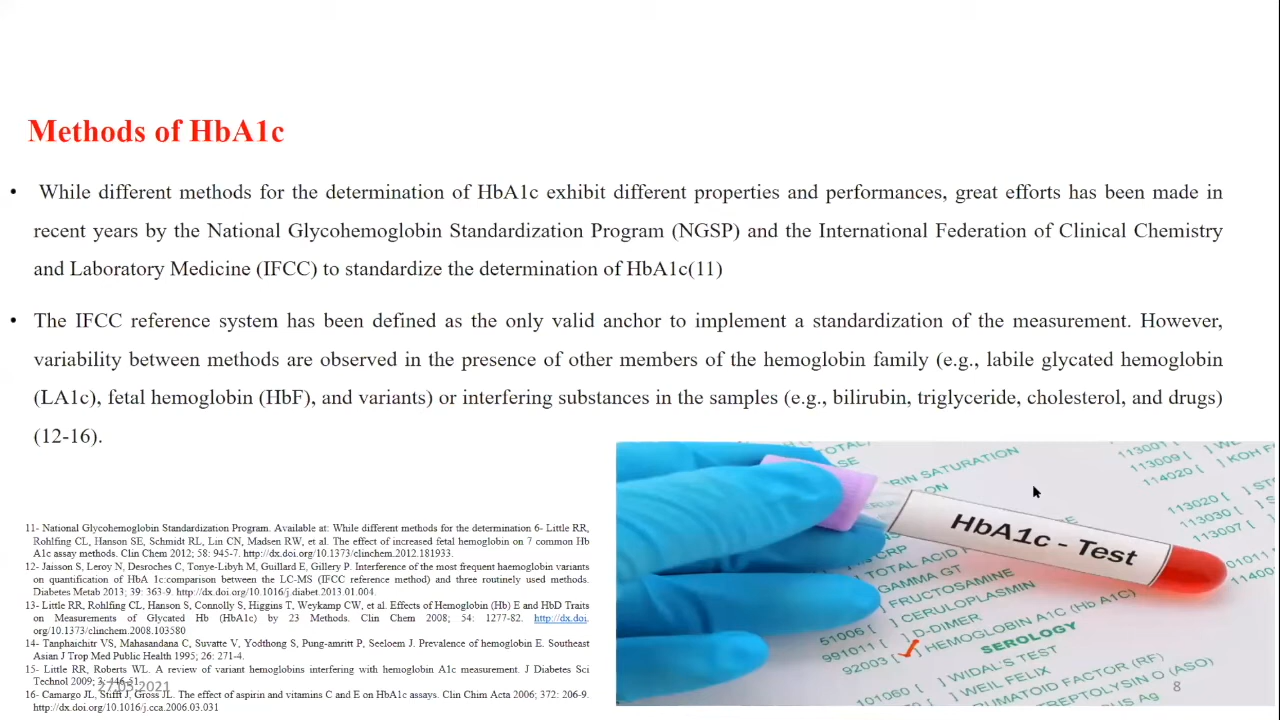 Methods of HbA1c
• While different methods for the determination of HbA1c exhibit different properties and performances, great efforts has been made in
recent years by the National Glycohemoglobin Standardization Program (NGSP) and the International Federation of Clinical Chemistry
and Laboratory Medicine (IFCC) to standardize the determination of HbA1c(11)
• The IFCC reference system has been defined as the only valid anchor to implement a standardization of the measurement. However,
variability between methods are observed in the presence of other members of the hemoglobin family (e.g., labile glycated hemoglobin
(LA1c), fetal hemoglobin (HbF), and variants) or interfering substances in the samples (e.g., bilirubin, triglyceride, cholesterol, and drugs)
(12-16).
11- National Glycohemoglobin Standardization Program. Available at: While different methods for the determination 6- Little RR,
Rohlfing CL, Hanson SE, Schmidt RL, Lin CN, Madsen RW, et al. The effect of increased fetal hemoglobin on 7 common Hb
A1c assay methods. Clin Chem 2012; 58: 945-7. http://dx.doi.org/10.1373/clinchem.2012.181933.
12- Jaisson S, Leroy N, Desroches C, Tonye-Libyh M, Guillard E, Gillery P. Interference of the most frequent haemoglobin variants
on quantification of HbA 1c:comparison between the LC-MS (IFCC reference method) and three routinely used methods.
Diabetes Metab 2013; 39: 363-9. http://dx.doi.org/10.1016/j.diabet.2013.01.004.
13- Little RR, Rohlfing CL, Hanson S, Connolly S, Higgins T, Weykamp CW, et al. Effects of Hemoglobin (Hb) E and HbD Traits
on Measurements of Glycated Hb (HbA1c) by 23 Methods. Clin Chem 2008; 54: 1277-82. http://dx.doi.
org/10.1373/clinchem.2008.103580
14- Tanphaichitr VS, Mahasandana C, Suvatte V, Yodthong S, Pung-amritt P, Seeloem J. Prevalence of hemoglobin E. Southeast
Asian J Trop Med Public Health 1995; 26: 271-4.
15- Little RR, Roberts WL. A review of variant hemoglobins interfering with hemoglobin A1c measurement. J Diabetes Sci
Technol 2009; 3: 446-51.
27.05.2021
16- Camargo JL, Stifft J, Gross JL. The effect of aspirin and vitamins C and E on HbA1c assays. Clin Chim Acta 2006; 372: 206-9.
http://dx.doi.org/10.1016/j.cca.2006.03.031
HbA1c - Test
RIN SATURATION
113001
113009 [ ]
114020 [ ] KOH
113020 [ ]
113030 [
113007 [
TOTAL ACID
GAMMA GT
FRUCTOSAMINE
CERULOPLASMIN
51006 [ ] D-DIMER
991011 [ ] HEMOGLOBIN A1C (Hb A1C)
92003 [ ]
SEROLOGY
101060 [ ] WIDAL'S TEST
WEIL FELIX
RUMATOID FACTOR (RF)
TREPTOLYSIN O (ASO)
Ag
8